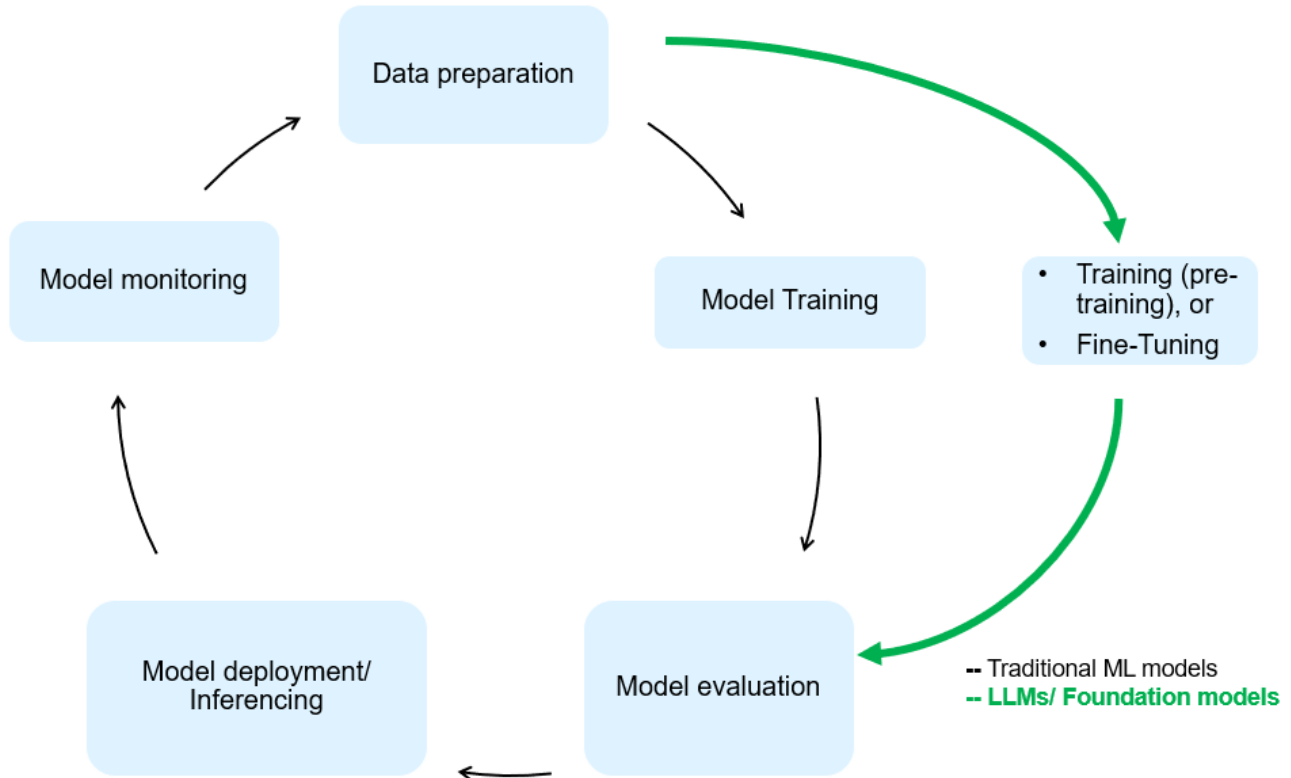 Data preparation
Model monitoring
Model Training
• Training (pre-
training), or
• Fine-Tuning
Model deployment/
Inferencing
Model evaluation
-- Traditional ML models
-- LLMs/ Foundation models